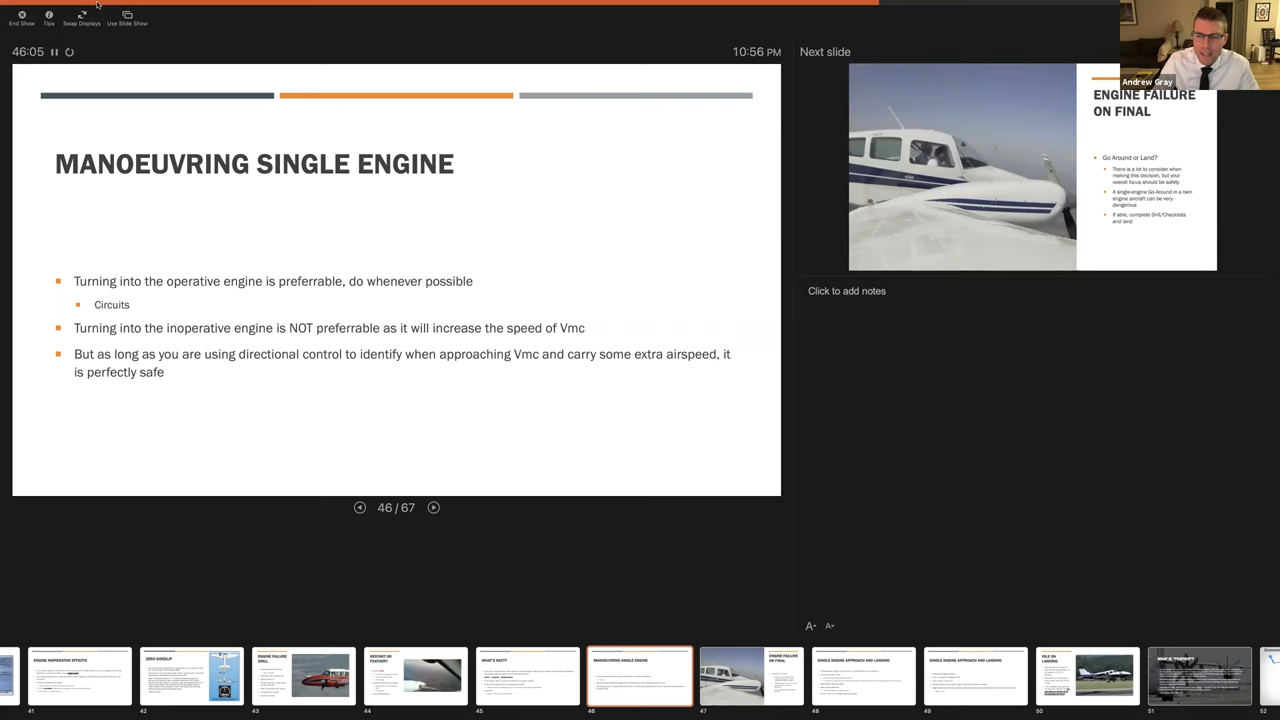 End Show
Tips
Swap Displays
Use Slide Show
46:05
10:56 PM
Next slide
Andrew Gray
MANOEUVRING SINGLE ENGINE
Turning into the operative engine is preferrable, do whenever possible
Circuits
Turning into the inoperative engine is NOT preferrable as it will increase the speed of Vmc
But as long as you are using directional control to identify when approaching Vmc and carry some extra airspeed, it
is perfectly safe
46 / 67
ENGINE FAILURE
ON FINAL
Go Around or Land?
There is a lot to consider when
making this decision, but your
overall focus should be safety
A single-engine Go-Around in a twin
engine aircraft can be very
dangerous
If able, complete Drill/Checklists
and land
Click to add notes
ENGINE INOPERATIVE EFFECTS
ZERO SIDESLIP
ENGINE FAILURE
DRILL
RESTART OR
FEATHER?
WHAT'S NEXT?
MANOEUVRING SINGLE ENGINE
ENGINE FAILURE
ON FINAL
SINGLE ENGINE APPROACH AND LANDING
SINGLE ENGINE APPROACH AND LANDING
41
42
43
44
45
46
47
48
49
50
51
52